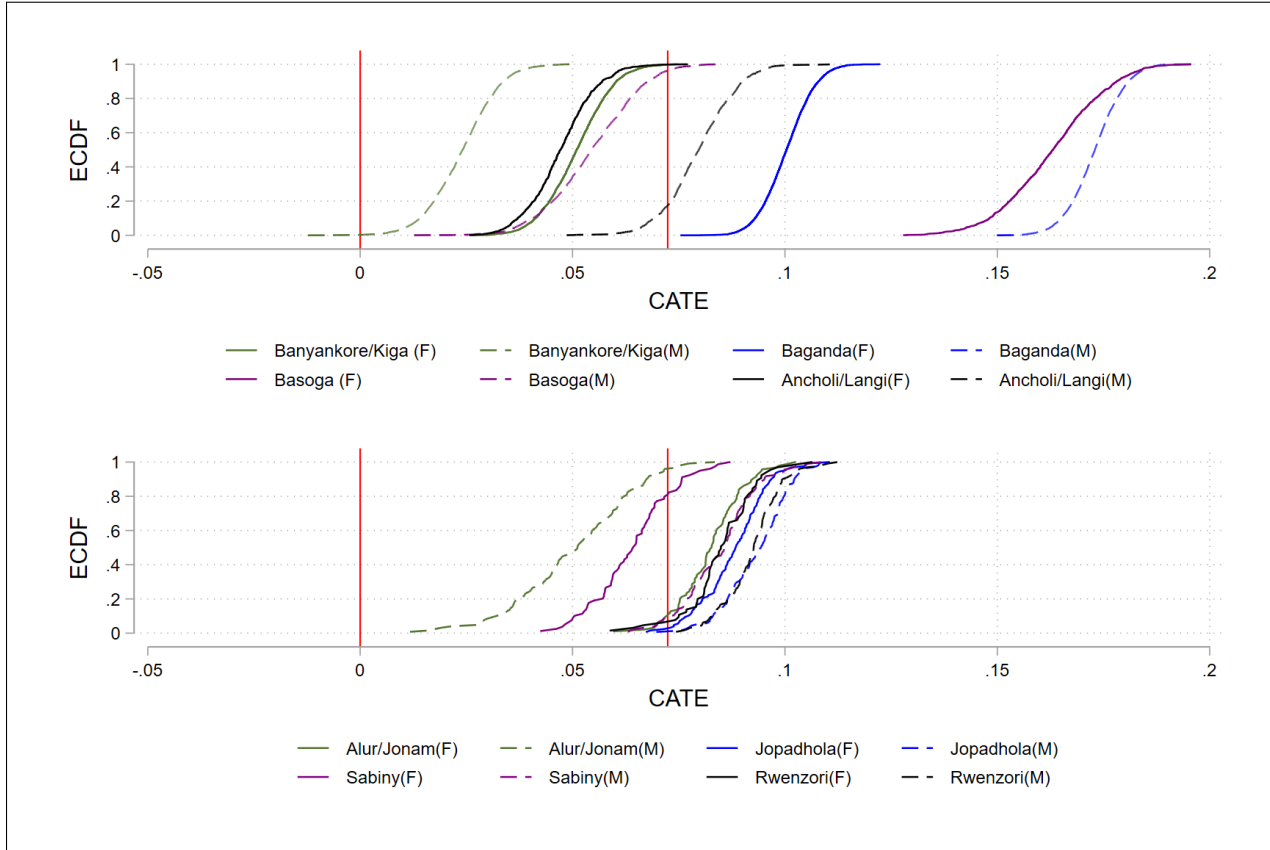 1
.8
.6
.4
.2
0
ECDF
-.05 0 .05 .1 .15 .2
CATE
Banyankore/Kiga (F) Banyankore/Kiga(M) Baganda(F) Baganda(M)
Basoga (F) Basoga(M) Ancholi/Langi(F) Ancholi/Langi(M)
1
.8
.6
.4
.2
0
ECDF
-.05 0 .05 .1 .15 .2
CATE
Alur/Jonam(F) Alur/Jonam(M) Jopadhola(F) Jopadhola(M)
Sabiny(F) Sabiny(M) Rwenzori(F) Rwenzori(M)